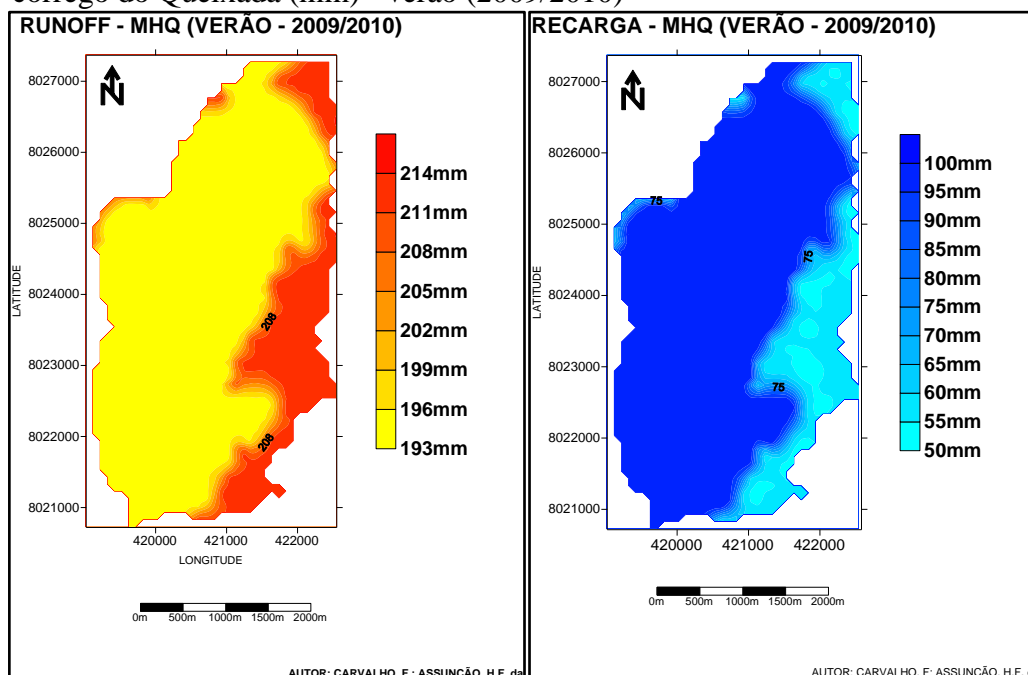 córrego do Queixada (mm) - verão (2009/2010)
RUNOFF - MHQ (VERÃO - 2009/2010)
N
8027000
8026000
8025000
8024000
8023000
8022000
8021000
LATITUDE
208
208
420000 421000 422000
LONGITUDE
214mm
211mm
208mm
205mm
202mm
199mm
196mm
193mm
0m 500m 1000m 1500m 2000m
AUTOR: CARVALHO, F.; ASSUNÇÃO, H.F. da
RECARGA - MHQ (VERÃO - 2009/2010)
N
8027000
8026000
8025000
8024000
8023000
8022000
8021000
LATITUDE
75
75
75
420000 421000 422000
100mm
95mm
90mm
85mm
80mm
75mm
70mm
65mm
60mm
55mm
50mm
0m 500m 1000m 1500m 2000m
AUTOR: CARVALHO, F; ASSUNÇÃO, H.F.